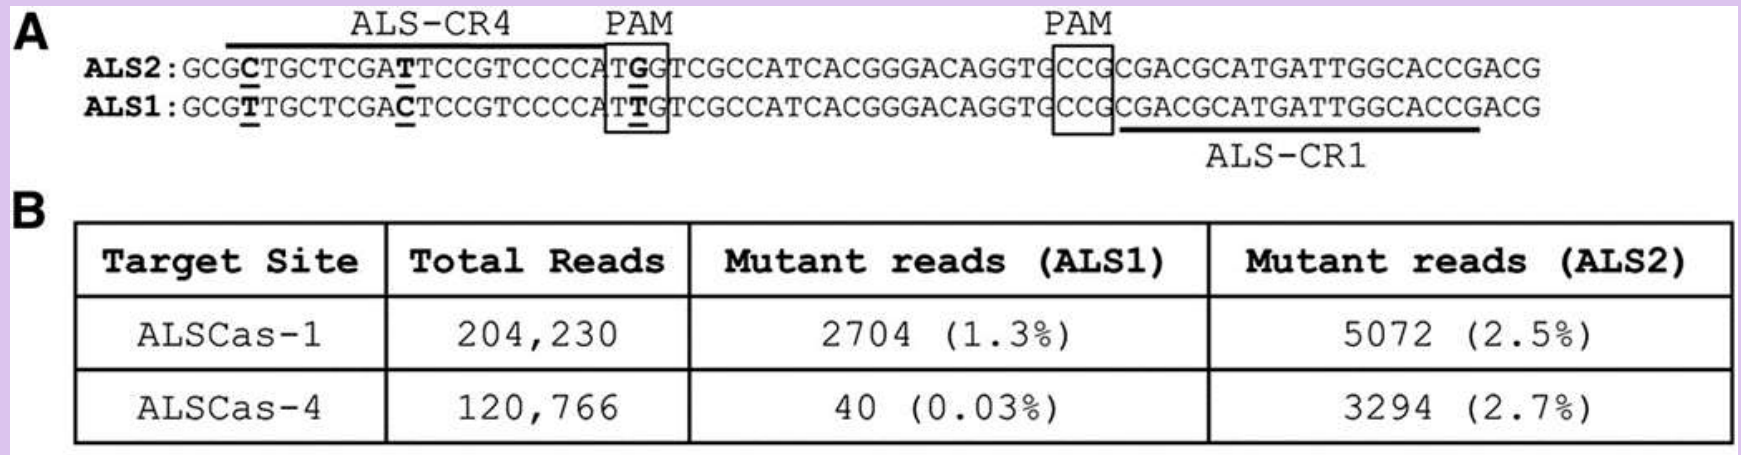 A
ALS-CR4 PAM PAM
ALS2:GCGCTGCTCGATTCCGTCCCCATGGTCGCCATCACGGGACAGGTGCCGCGACGCATGATTGGCACCGACG
ALS1:GCGTTGCTCGACTCCGTCCCCATTGTCGCCATCACGGGACAGGTGCCGCGACGCATGATTGGCACCGACG
ALS-CR1
B
Target Site Total Reads Mutant reads (ALS1) Mutant reads (ALS2)
ALSCas-1 204,230 2704 (1.3%) 5072 (2.5%)
ALSCas-4 120,766 40 (0.03%) 3294 (2.7%)